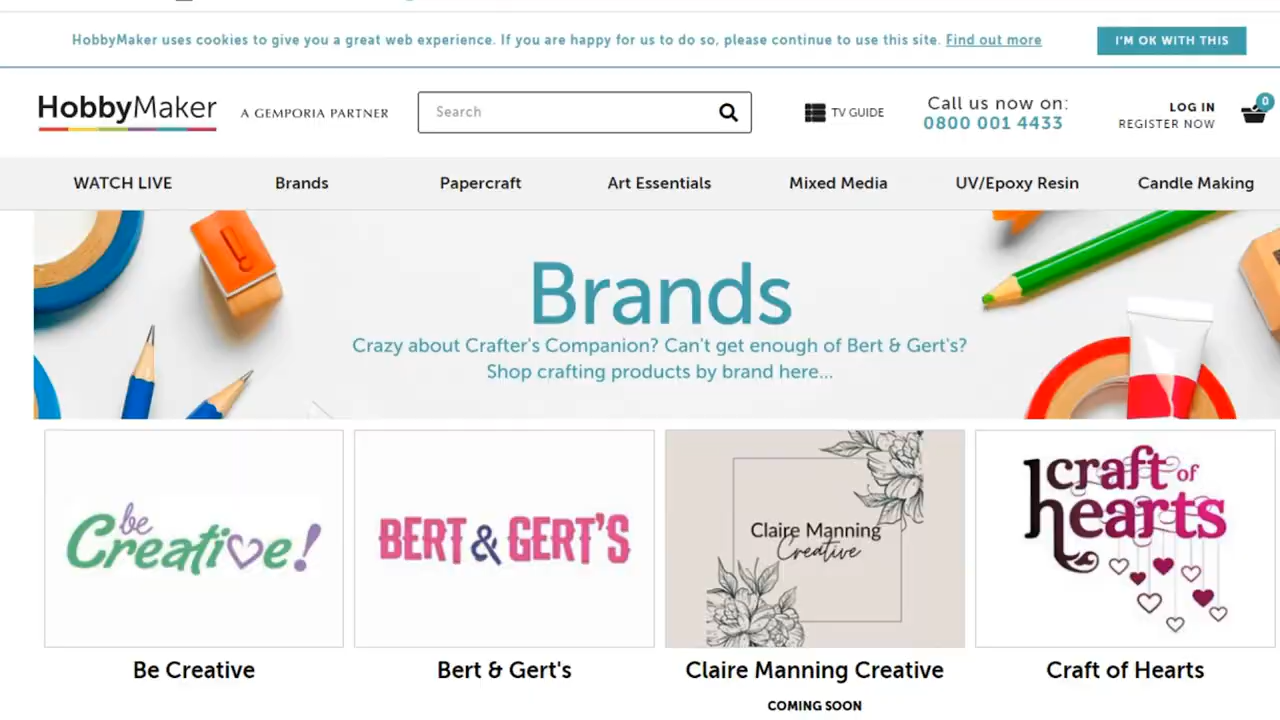 HobbyMaker uses cookies to give you a great web experience. If you are happy for us to do so, please continue to use this site. Find out more
I'M OK WITH THIS
HobbyMaker
A GEMPORIA PARTNER
Search
TV GUIDE
Call us now on:
0800 001 4433
LOG IN
REGISTER NOW
0
WATCH LIVE
Brands
Papercraft
Art Essentials
Mixed Media
UV/Epoxy Resin
Candle Making
Brands
Crazy about Crafter's Companion? Can't get enough of Bert & Gert's?
Shop crafting products by brand here...
be
Creative!
BERT & GERT'S
Claire Manning
Creative
craft of
hearts
Be Creative
Bert & Gert's
Claire Manning Creative
Craft of Hearts
COMING SOON